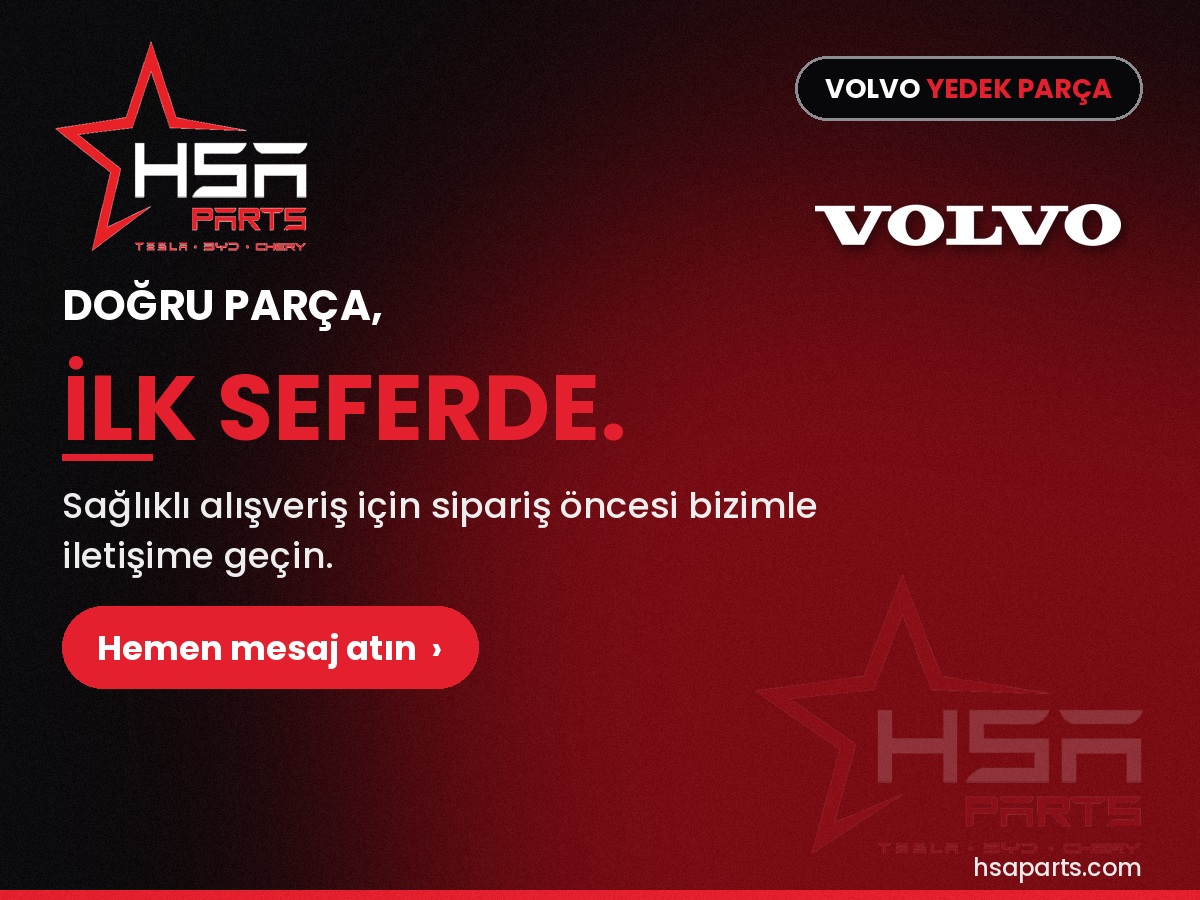 HSA
PARTS
TESLA · BYD · CHERY
VOLVO YEDEK PARÇA
VOLVO
DOĞRU PARÇA,
İLK SEFERDE.
Sağlıklı alışveriş için sipariş öncesi bizimle
iletişime geçin.
Hemen mesaj atın ›
HSA
PARTS
TESLA · BYD · CHERY
hsaparts.com